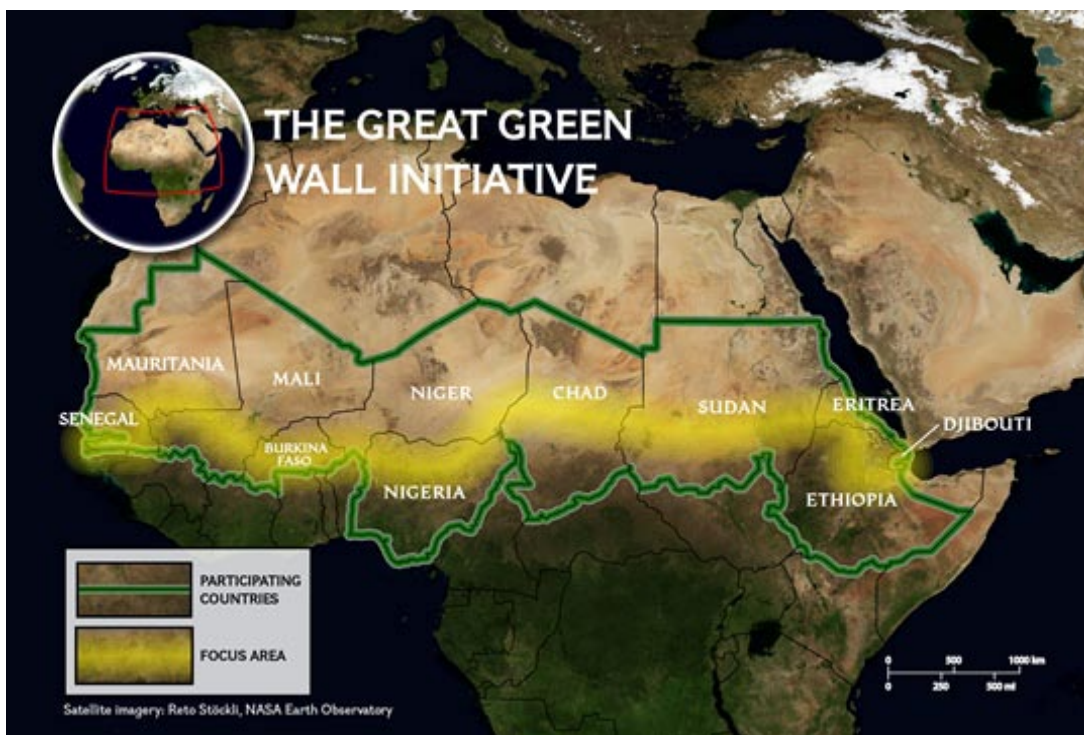 THE GREAT GREEN
WALL INITIATIVE
MAURITANIA
MALI
NIGER
CHAD
SUDAN
ERITREA
DJIBOUTI
SENEGAL
BURKINA
FASO
NIGERIA
ETHIOPIA
PARTICIPATING
COUNTRIES
FOCUS AREA
0 500 1000 km
0 250 500 mi
Satellite imagery: Reto Stöckli, NASA Earth Observatory